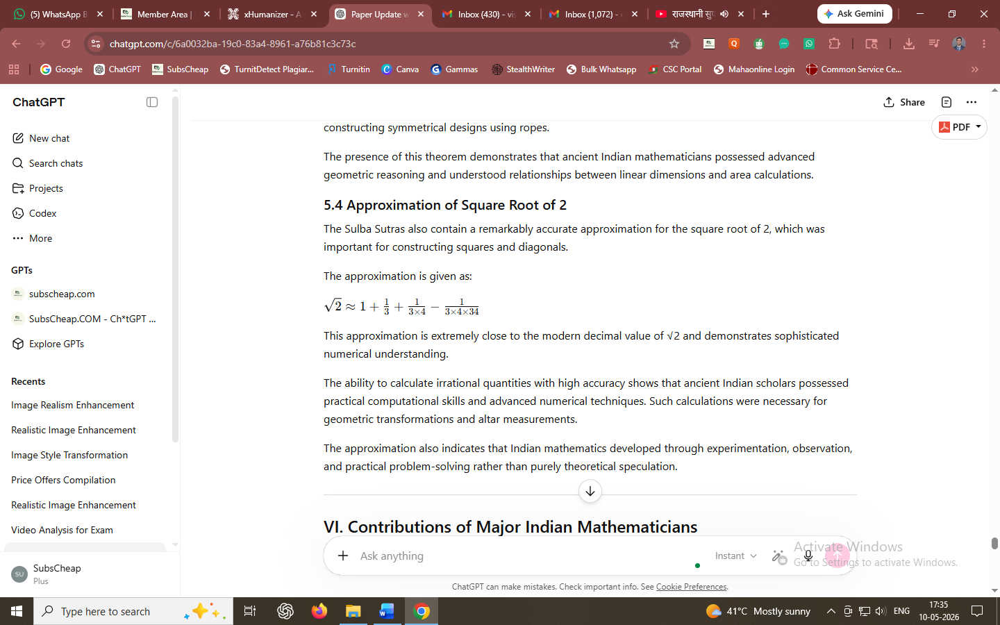 (5) WhatsApp B
Member Area |
xHumanizer - A
Paper Update w
Inbox (430) - vi
Inbox (1,072) -
राजस्थानी सु
Ask Gemini
chatgpt.com/c/6a0032ba-19c0-83a4-8961-a76b81c3c73c
Google
ChatGPT
SubsCheap
TurnitDetect Plagiar...
Turnitin
Canva
Gammas
StealthWriter
Bulk Whatsapp
CSC Portal
Mahaonline Login
Common Service Ce...
ChatGPT
Share
PDF
New chat
Search chats
Projects
Codex
More
GPTs
subscheap.com
SubsCheap.COM - Ch*tGPT ...
Explore GPTs
Recents
Image Realism Enhancement
Realistic Image Enhancement
Image Style Transformation
Price Offers Compilation
Realistic Image Enhancement
Video Analysis for Exam
SU
SubsCheap
Plus
constructing symmetrical designs using ropes.
The presence of this theorem demonstrates that ancient Indian mathematicians possessed advanced
geometric reasoning and understood relationships between linear dimensions and area calculations.
5.4 Approximation of Square Root of 2
The Sulba Sutras also contain a remarkably accurate approximation for the square root of 2, which was
important for constructing squares and diagonals.
The approximation is given as:
√2 ≈ 1 + 1/3 + 1/(3×4) − 1/(3×4×34)
This approximation is extremely close to the modern decimal value of √2 and demonstrates sophisticated
numerical understanding.
The ability to calculate irrational quantities with high accuracy shows that ancient Indian scholars possessed
practical computational skills and advanced numerical techniques. Such calculations were necessary for
geometric transformations and altar measurements.
The approximation also indicates that Indian mathematics developed through experimentation, observation,
and practical problem-solving rather than purely theoretical speculation.
VI. Contributions of Major Indian Mathematicians
Ask anything
Instant
Activate Windows
Go to Settings to activate Windows.
ChatGPT can make mistakes. Check important info. See Cookie Preferences.
Type here to search
41°C Mostly sunny
ENG
17:35
10-05-2026